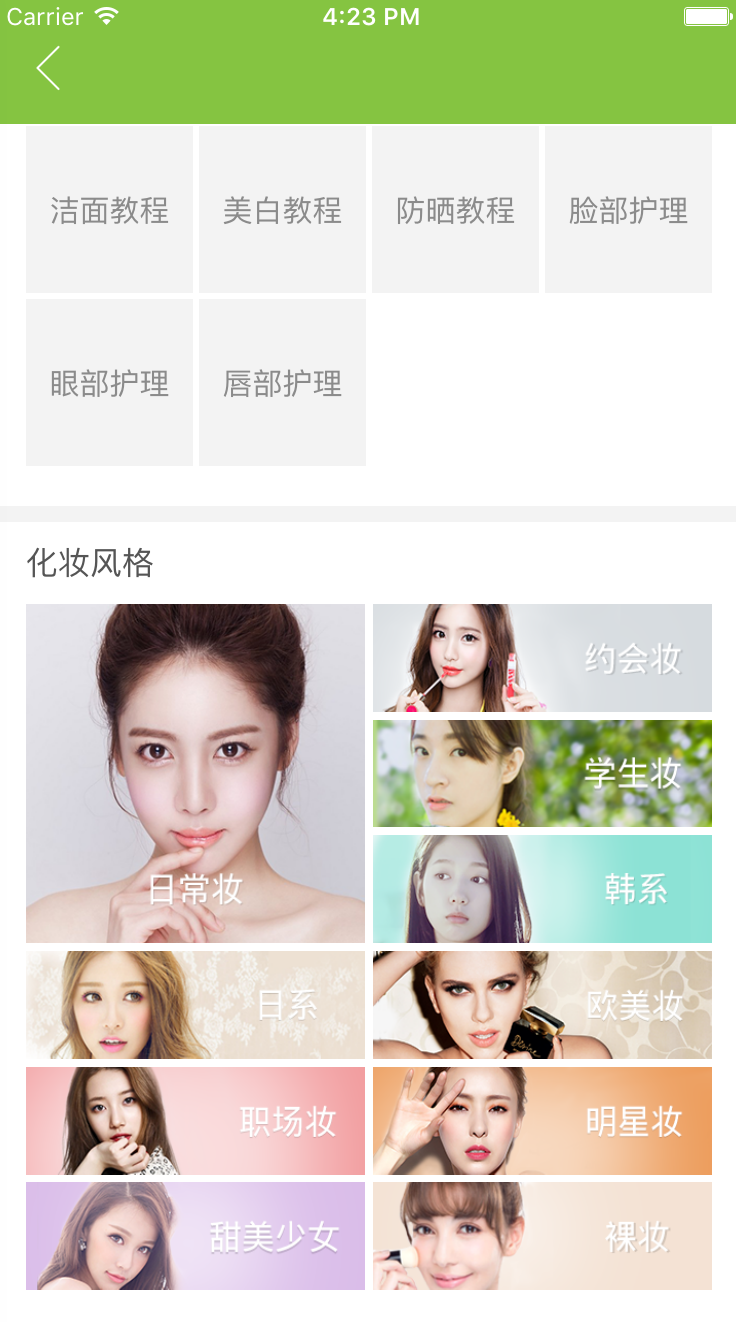 Carrier 4:23 PM
洁面教程 美白教程 防晒教程 脸部护理
眼部护理 唇部护理
化妆风格
约会妆
学生妆
日常妆 韩系
日系 欧美妆
Desire
职场妆 明星妆
甜美少女 裸妆